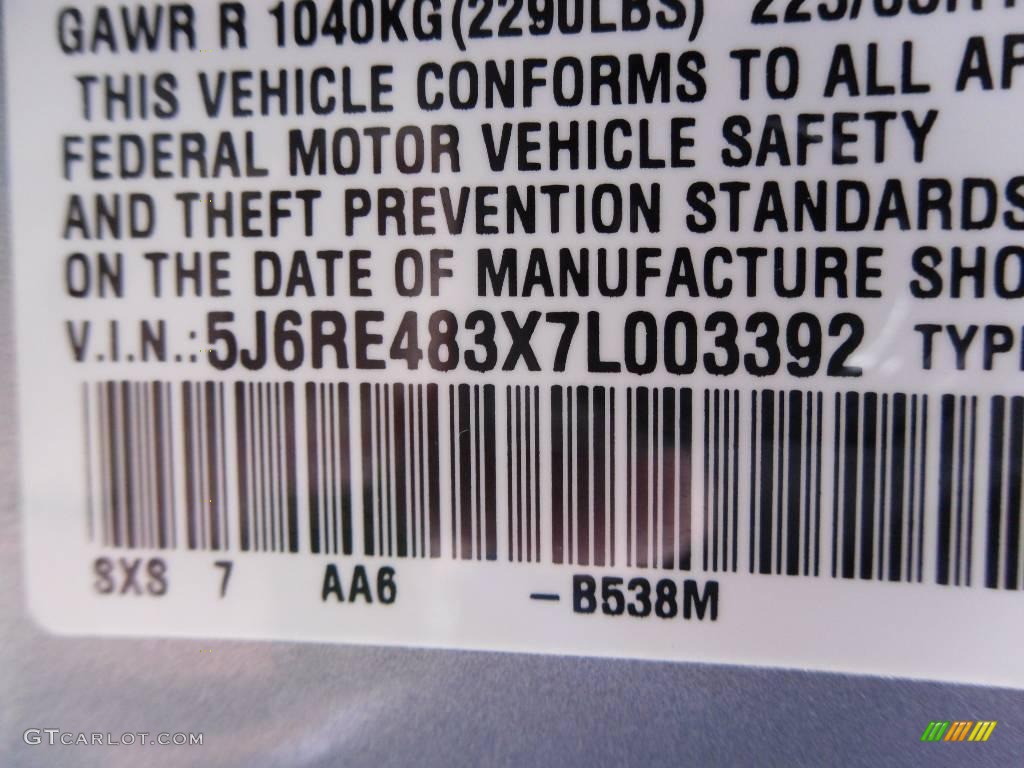 GAWR R 1040KG (2290LBS)
THIS VEHICLE CONFORMS TO ALL
FEDERAL MOTOR VEHICLE SAFETY
AND THEFT PREVENTION STANDARDS
ON THE DATE OF MANUFACTURE
V.I.N.: 5J6RE483X7L003392
SXS 7 AA6 - B538M
GTCARLOT.COM